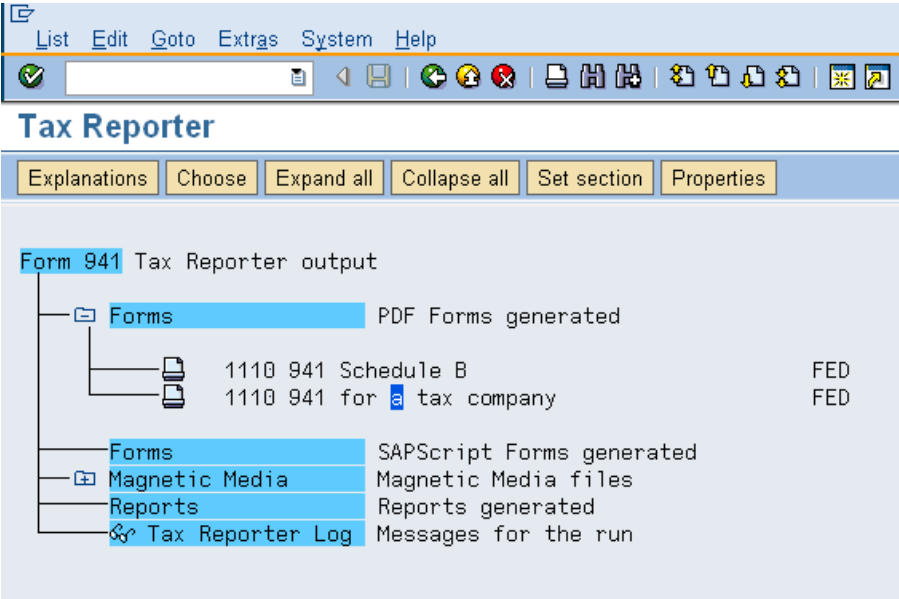 List Edit Goto Extras System Help
Tax Reporter
Explanations Choose Expand all Collapse all Set section Properties
Form 941 Tax Reporter output
Forms PDF Forms generated
1110 941 Schedule B FED
1110 941 for a tax company FED
Forms SAPScript Forms generated
Magnetic Media Magnetic Media files
Reports Reports generated
Tax Reporter Log Messages for the run